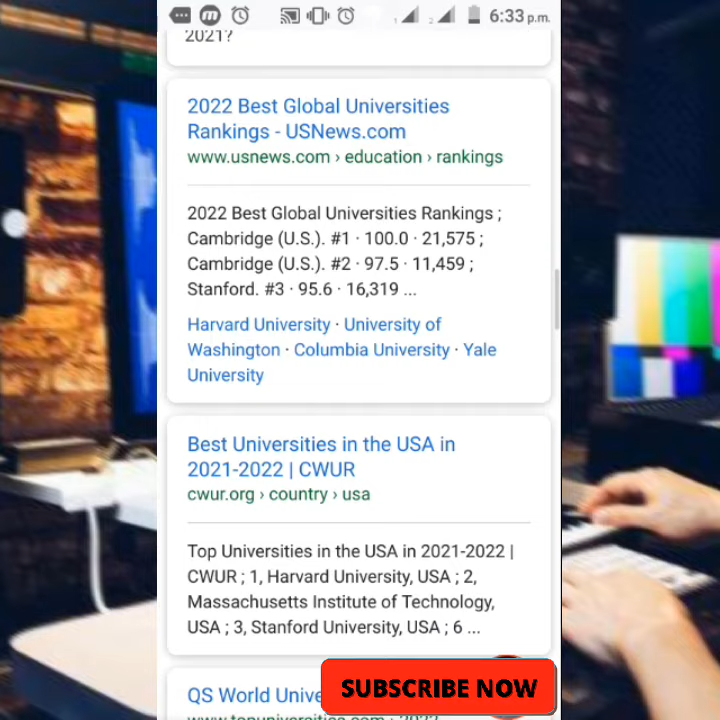 6:33 p.m.
2021?
2022 Best Global Universities
Rankings - USNews.com
www.usnews.com › education › rankings
2022 Best Global Universities Rankings ;
Cambridge (U.S.). #1 · 100.0 · 21,575 ;
Cambridge (U.S.). #2 · 97.5 · 11,459 ;
Stanford. #3 · 95.6 · 16,319 ...
Harvard University · University of
Washington · Columbia University · Yale
University
Best Universities in the USA in
2021-2022 | CWUR
cwur.org › country › usa
Top Universities in the USA in 2021-2022 |
CWUR ; 1, Harvard University, USA ; 2,
Massachusetts Institute of Technology,
USA ; 3, Stanford University, USA ; 6 ...
QS World Unive
SUBSCRIBE NOW